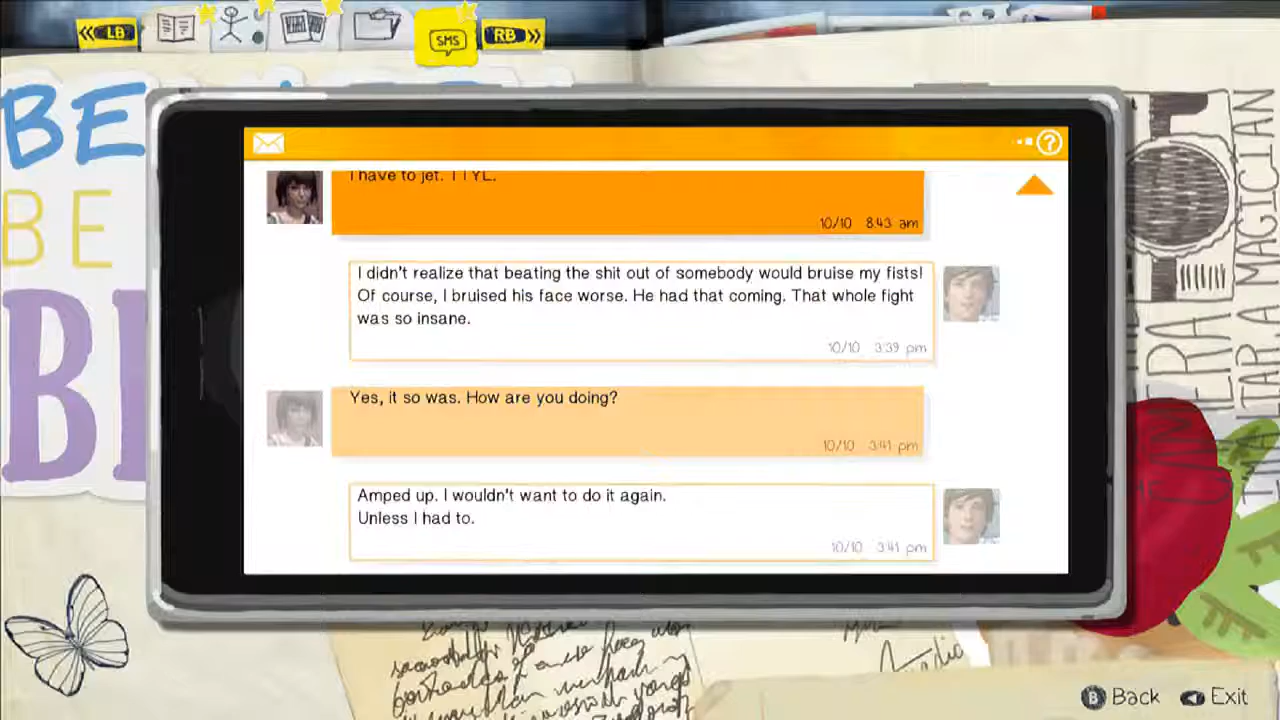 LB
SMS
RB
BE
BE
I have to jet. TTYL.
10/10 8:43 am
I didn't realize that beating the shit out of somebody would bruise my fists!
Of course, I bruised his face worse. He had that coming. That whole fight
was so insane.
10/10 3:39 pm
Yes, it so was. How are you doing?
10/10 3:41 pm
Amped up. I wouldn't want to do it again.
Unless I had to.
10/10 3:41 pm
MAGICIAN
B Back
Exit